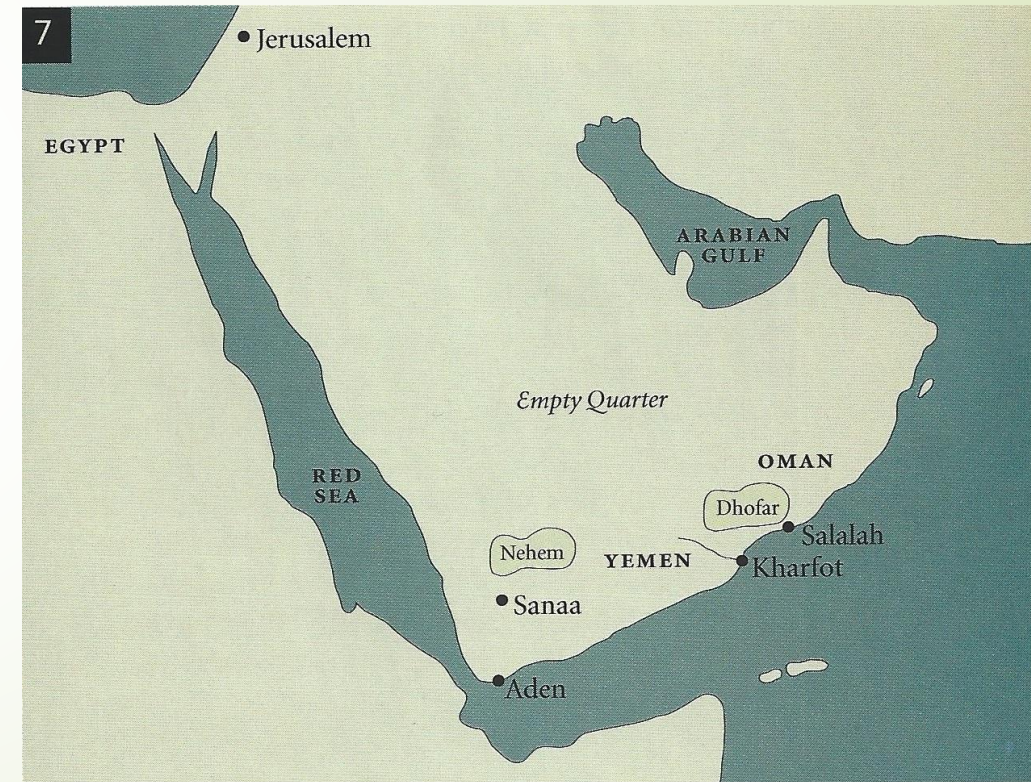 7
Jerusalem
EGYPT
ARABIAN
GULF
Empty Quarter
OMAN
RED
SEA
Dhofar
Salalah
Nehem
YEMEN
Kharfot
Sanaa
Aden